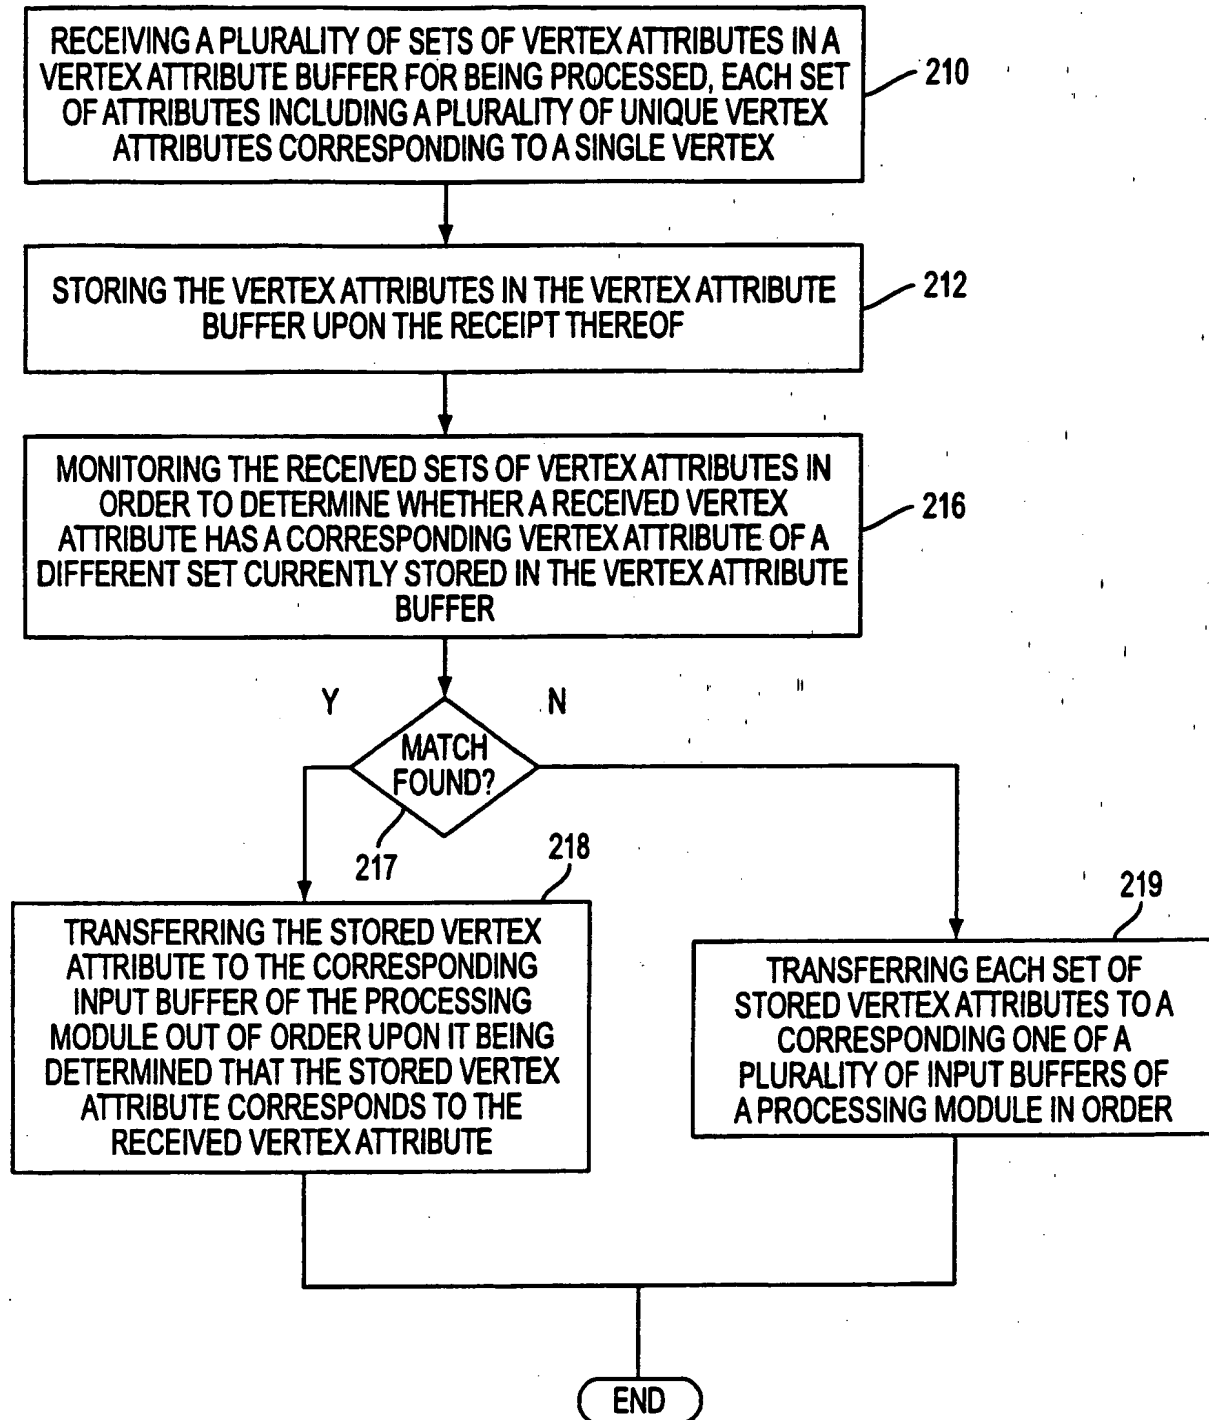 RECEIVING A PLURALITY OF SETS OF VERTEX ATTRIBUTES IN A
VERTEX ATTRIBUTE BUFFER FOR BEING PROCESSED, EACH SET
OF ATTRIBUTES INCLUDING A PLURALITY OF UNIQUE VERTEX
ATTRIBUTES CORRESPONDING TO A SINGLE VERTEX
210
STORING THE VERTEX ATTRIBUTES IN THE VERTEX ATTRIBUTE
BUFFER UPON THE RECEIPT THEREOF
212
MONITORING THE RECEIVED SETS OF VERTEX ATTRIBUTES IN
ORDER TO DETERMINE WHETHER A RECEIVED VERTEX
ATTRIBUTE HAS A CORRESPONDING VERTEX ATTRIBUTE OF A
DIFFERENT SET CURRENTLY STORED IN THE VERTEX ATTRIBUTE
BUFFER
216
Y
N
MATCH
FOUND?
217
218
TRANSFERRING THE STORED VERTEX
ATTRIBUTE TO THE CORRESPONDING
INPUT BUFFER OF THE PROCESSING
MODULE OUT OF ORDER UPON IT BEING
DETERMINED THAT THE STORED VERTEX
ATTRIBUTE CORRESPONDS TO THE
RECEIVED VERTEX ATTRIBUTE
219
TRANSFERRING EACH SET OF
STORED VERTEX ATTRIBUTES TO A
CORRESPONDING ONE OF A
PLURALITY OF INPUT BUFFERS OF
A PROCESSING MODULE IN ORDER
END